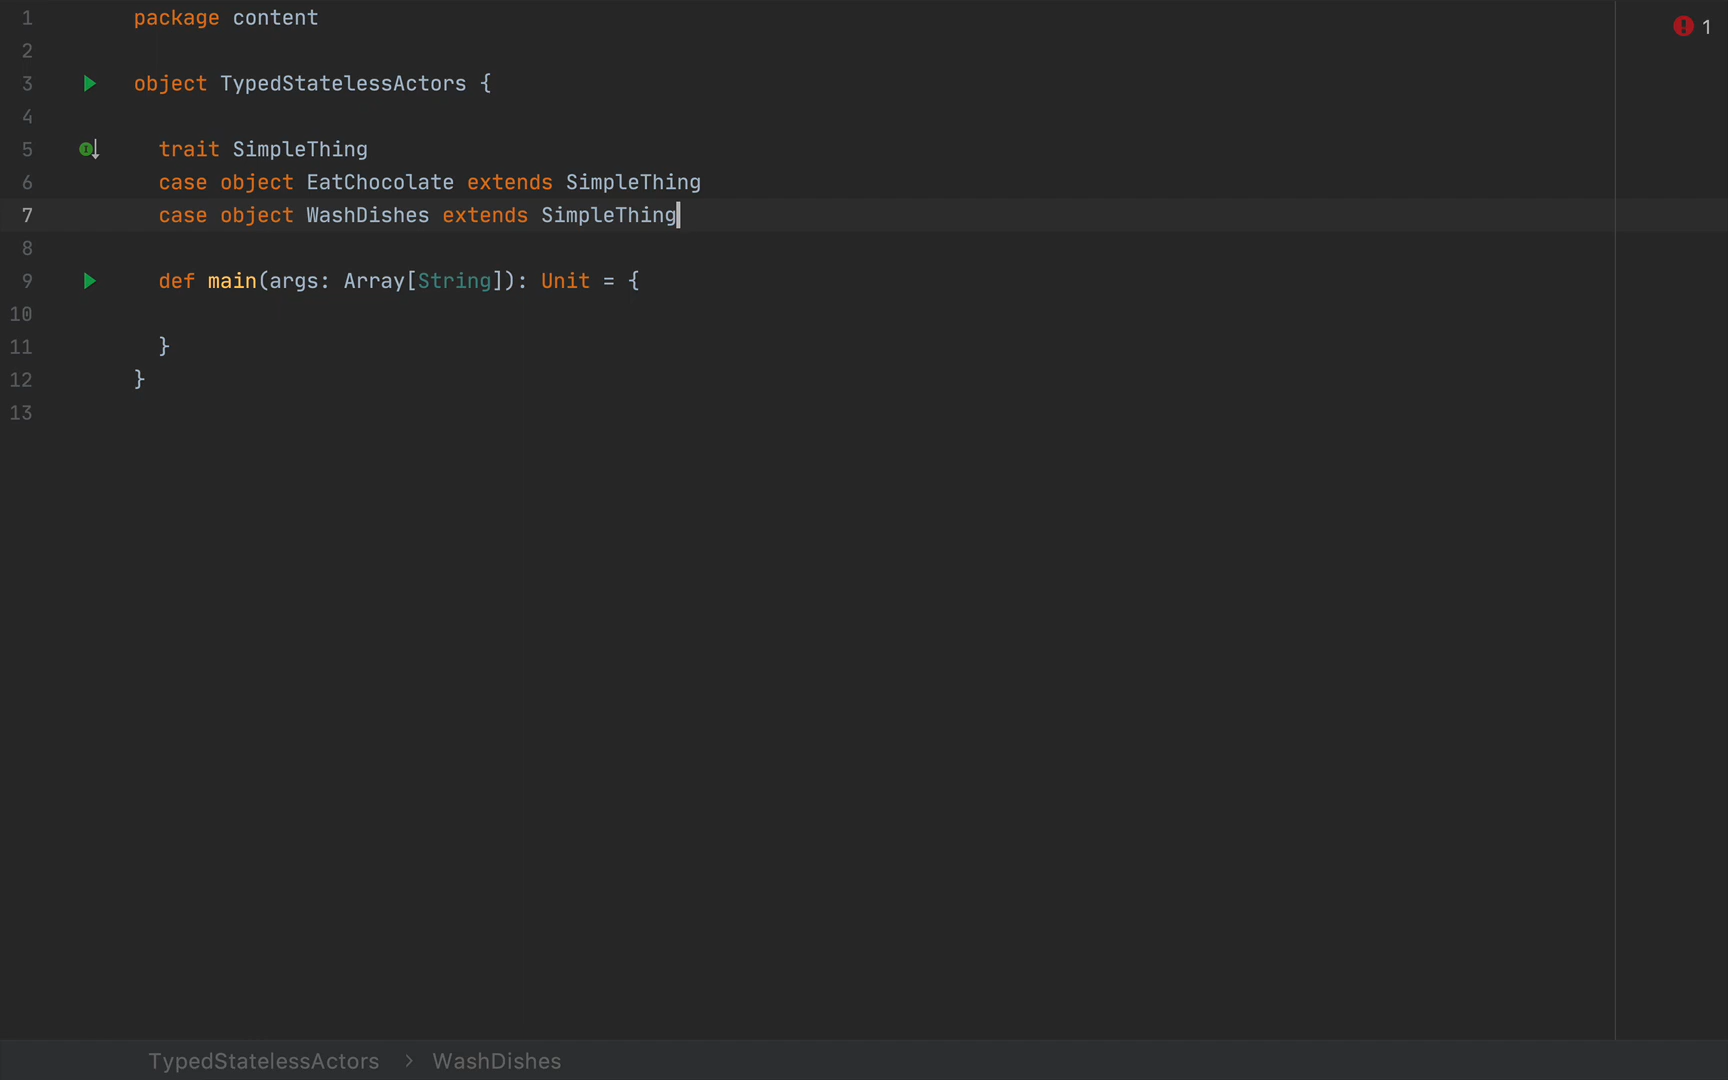 1 package content
2
3 object TypedStatelessActors {
4
5 trait SimpleThing
6 case object EatChocolate extends SimpleThing
7 case object WashDishes extends SimpleThing
8
9 def main(args: Array[String]): Unit = {
10
11 }
12 }
13
1
TypedStatelessActors > WashDishes